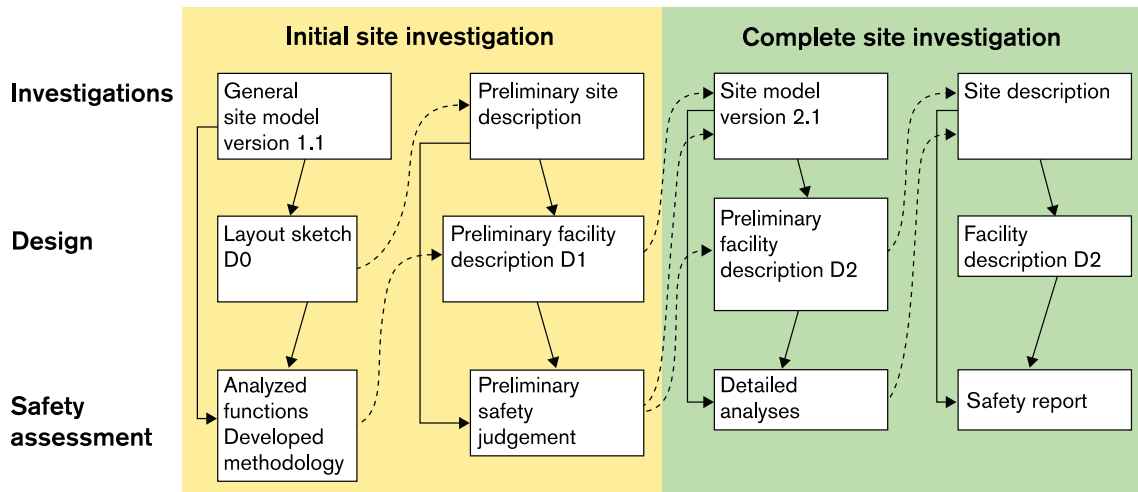 Initial site investigation
Complete site investigation
Investigations
General
site model
version 1.1
Preliminary site
description
Site model
version 2.1
Site description
Design
Layout sketch
D0
Preliminary facility
description D1
Preliminary
facility
description D2
Facility
description D2
Safety
assessment
Analyzed
functions
Developed
methodology
Preliminary
safety
judgement
Detailed
analyses
Safety report